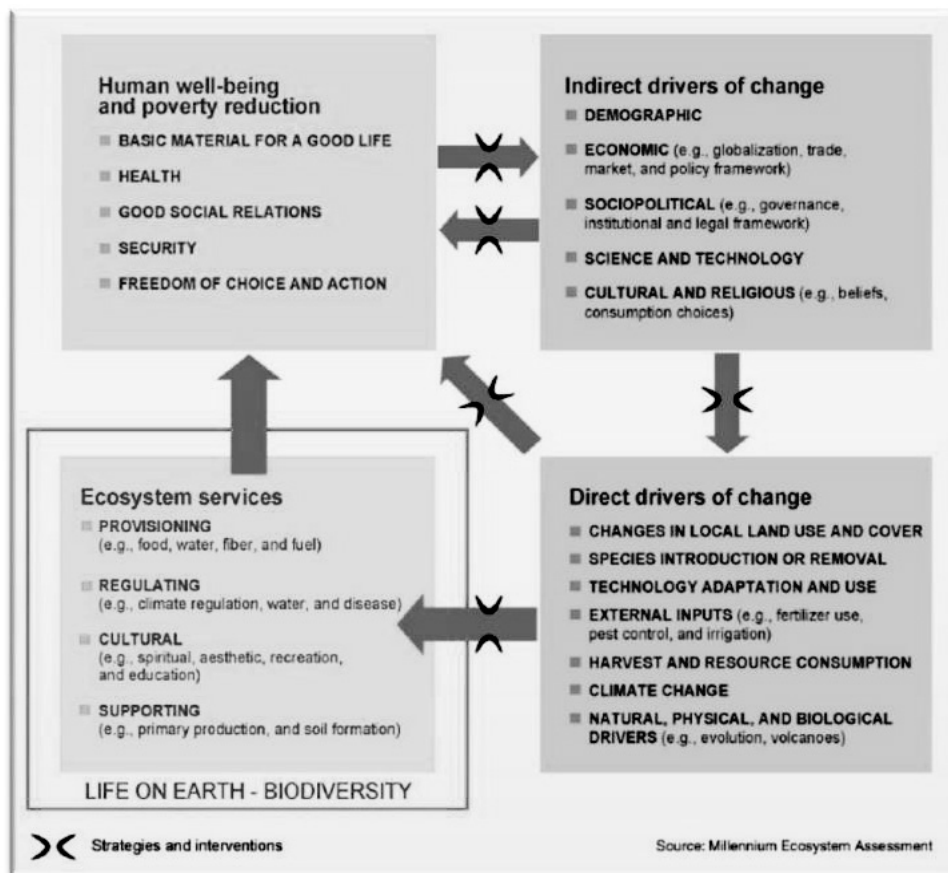 Human well-being
and poverty reduction
BASIC MATERIAL FOR A GOOD LIFE
HEALTH
GOOD SOCIAL RELATIONS
SECURITY
FREEDOM OF CHOICE AND ACTION
Indirect drivers of change
DEMOGRAPHIC
ECONOMIC (e.g., globalization, trade,
market, and policy framework)
SOCIOPOLITICAL (e.g., governance,
institutional and legal framework)
SCIENCE AND TECHNOLOGY
CULTURAL AND RELIGIOUS (e.g., beliefs,
consumption choices)
Ecosystem services
PROVISIONING
(e.g., food, water, fiber, and fuel)
REGULATING
(e.g., climate regulation, water, and disease)
CULTURAL
(e.g., spiritual, aesthetic, recreation,
and education)
SUPPORTING
(e.g., primary production, and soil formation)
LIFE ON EARTH - BIODIVERSITY
Direct drivers of change
CHANGES IN LOCAL LAND USE AND COVER
SPECIES INTRODUCTION OR REMOVAL
TECHNOLOGY ADAPTATION AND USE
EXTERNAL INPUTS (e.g., fertilizer use,
pest control, and irrigation)
HARVEST AND RESOURCE CONSUMPTION
CLIMATE CHANGE
NATURAL, PHYSICAL, AND BIOLOGICAL
DRIVERS (e.g., evolution, volcanoes)
Strategies and interventions
Source: Millennium Ecosystem Assessment